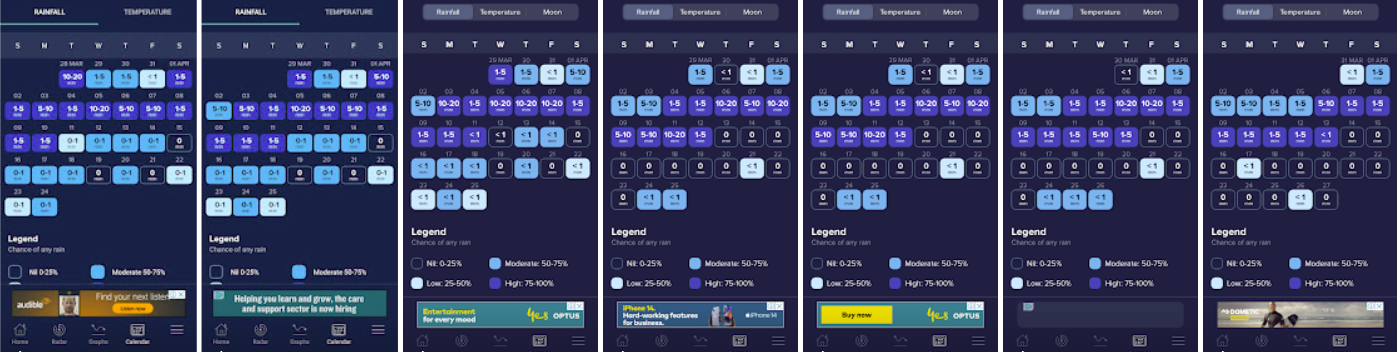 RAINFALL TEMPERATURE
S M T W T F S
28 MAR 29 30 31 01 APR
10-20 1-5 1-5 <1 1-5
02 03 04 05 06 07 08
1-5 5-10 1-5 10-20 5-10 5-10 5-10
09 10 11 12 13 14 15
1-5 1-5 0-1 0-1 0-1 0-1 0
16 17 18 19 20 21 22
0-1 0-1 0-1 0 0-1 0 0-1
23 24
0-1 0-1
Legend
Chance of any rain
Nil 0-25% Moderate 50-75%
audible Find your next listen
Listen now
Home Radar Graphs Calendar
RAINFALL TEMPERATURE
S M T W T F S
29 MAR 30 31 01 APR
1-5 1-5 <1 5-10
02 03 04 05 06 07 08
5-10 10-20 1-5 10-20 5-10 5-10 5-10
09 10 11 12 13 14 15
1-5 1-5 1-5 0-1 0-1 0-1 0
16 17 18 19 20 21 22
0-1 0-1 0-1 0 0-1 0-1 0-1
23 24 25
0-1 0-1 0-1
Legend
Chance of any rain
Nil 0-25% Moderate 50-75%
Helping you learn and grow, the care
and support sector is now hiring
Home Radar Graphs Calendar
Rainfall Temperature Moon
S M T W T F S
29 MAR 30 31 01 APR
1-5 1-5 <1 5-10
02 03 04 05 06 07 08
5-10 10-20 1-5 10-20 5-10 10-20 5-10
09 10 11 12 13 14 15
1-5 1-5 <1 <1 <1 <1 0
16 17 18 19 20 21 22
<1 <1 <1 0 <1 <1 <1
23 24 25
<1 <1 <1
Legend
Chance of any rain
Nil: 0-25% Moderate: 50-75%
Low: 25-50% High: 75-100%
Entertainment
for every mood
yes OPTUS
Rainfall Temperature Moon
S M T W T F S
29 MAR 30 31 01 APR
1-5 <1 <1 1-5
02 03 04 05 06 07 08
1-5 5-10 1-5 1-5 5-10 5-10 10-20
09 10 11 12 13 14 15
5-10 5-10 10-20 1-5 0 0 0
16 17 18 19 20 21 22
0 0 0 0 0 <1 0
23 24 25
0 <1 <1
Legend
Chance of any rain
Nil: 0-25% Moderate: 50-75%
Low: 25-50% High: 75-100%
iPhone 14.
Hard-working features
for business.
iPhone 14
Rainfall Temperature Moon
S M T W T F S
29 MAR 30 31 01 APR
1-5 <1 <1 1-5
02 03 04 05 06 07 08
5-10 5-10 1-5 1-5 5-10 5-10 10-20
09 10 11 12 13 14 15
5-10 5-10 10-20 1-5 0 0 0
16 17 18 19 20 21 22
0 0 0 0 0 <1 0
23 24 25
0 <1 <1
Legend
Chance of any rain
Nil: 0-25% Moderate: 50-75%
Low: 25-50% High: 75-100%
Buy now
yes OPTUS
Rainfall Temperature Moon
S M T W T F S
30 MAR 31 01 APR
<1 <1 1-5
02 03 04 05 06 07 08
1-5 1-5 1-5 1-5 5-10 5-10 10-20
09 10 11 12 13 14 15
5-10 5-10 10-20 1-5 0 0 0
16 17 18 19 20 21 22
0 0 0 0 0 <1 0
23 24 25 26
0 <1 <1 <1
Legend
Chance of any rain
Nil: 0-25% Moderate: 50-75%
Low: 25-50% High: 75-100%
Rainfall Temperature Moon
S M T W T F S
31 MAR 01 APR
<1 1-5
02 03 04 05 06 07 08
1-5 1-5 1-5 1-5 5-10 1-5 5-10
09 10 11 12 13 14 15
1-5 1-5 1-5 1-5 <1 0 0
16 17 18 19 20 21 22
0 <1 0 0 0 0 0
23 24 25 26 27
0 0 0 <1 0
Legend
Chance of any rain
Nil: 0-25% Moderate: 50-75%
Low: 25-50% High: 75-100%
DOMETIC